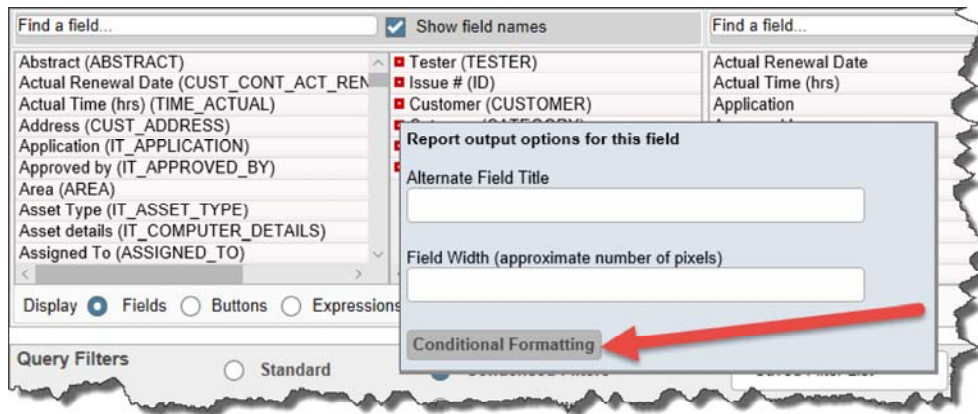 Find a field...
Show field names
Find a field...
Abstract (ABSTRACT)
Actual Renewal Date (CUST_CONT_ACT_REN
Actual Time (hrs) (TIME_ACTUAL)
Address (CUST_ADDRESS)
Application (IT_APPLICATION)
Approved by (IT_APPROVED_BY)
Area (AREA)
Asset Type (IT_ASSET_TYPE)
Asset details (IT_COMPUTER_DETAILS)
Assigned To (ASSIGNED_TO)
Tester (TESTER)
Issue # (ID)
Customer (CUSTOMER)
Actual Renewal Date
Actual Time (hrs)
Application
Report output options for this field
Alternate Field Title
Field Width (approximate number of pixels)
Conditional Formatting
Display Fields Buttons Expressions
Query Filters
Standard